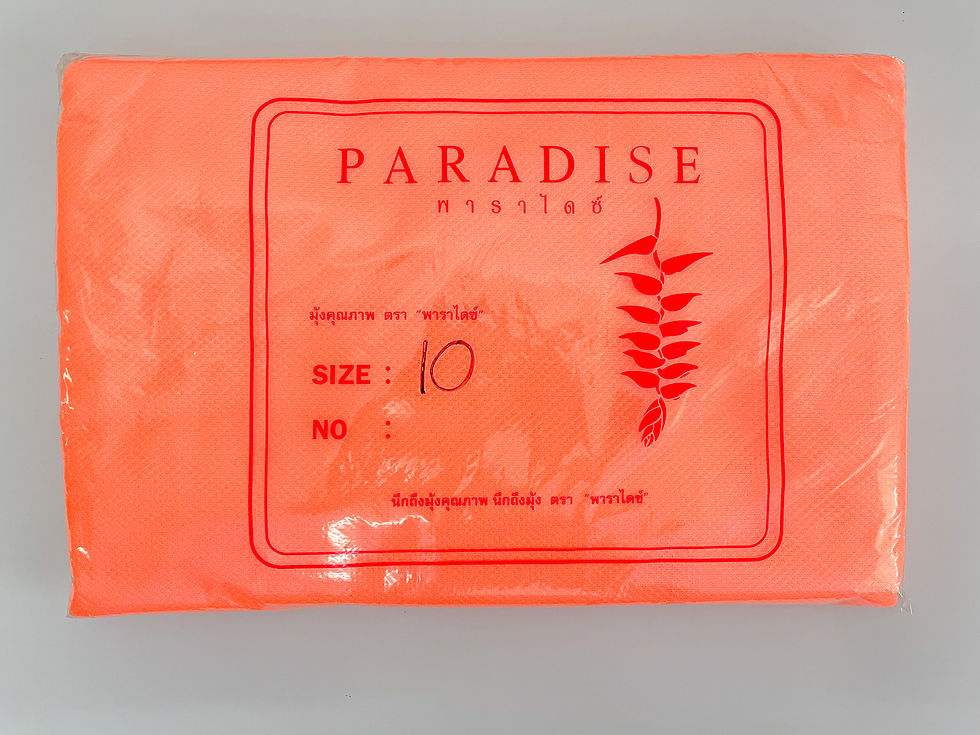 PARADISE
พาราไดซ์
มุ้งคุณภาพ ตรา "พาราไดซ์"
SIZE : 10
NO :
นึกถึงมุ้งคุณภาพ นึกถึงมุ้ง ตรา "พาราไดซ์"